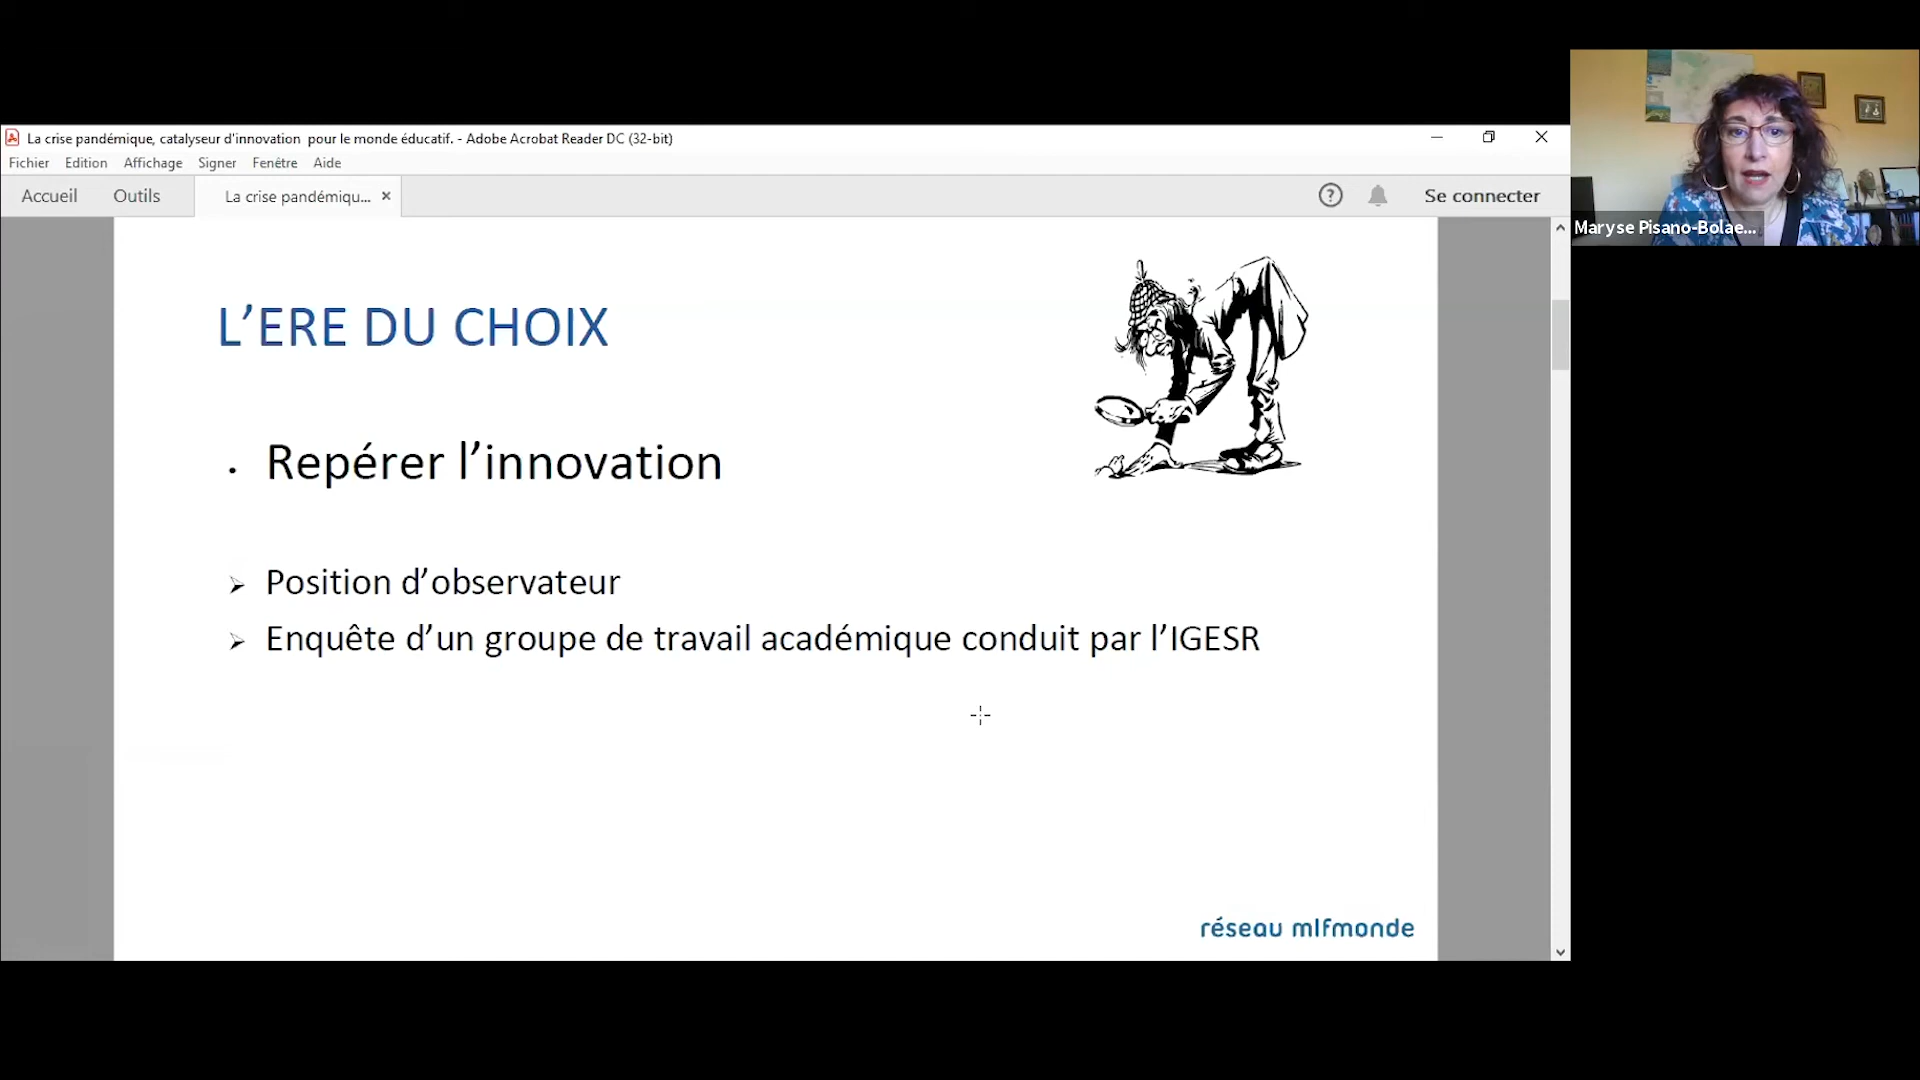 La crise pandémique, catalyseur d'innovation pour le monde éducatif. - Adobe Acrobat Reader DC (32-bit)
Fichier Edition Affichage Signer Fenêtre Aide
Accueil Outils La crise pandémiqu... Se connecter
Maryse Pisano-Bolae...
L’ERE DU CHOIX
• Repérer l’innovation
➢ Position d’observateur
➢ Enquête d’un groupe de travail académique conduit par l’IGESR
réseau mlfmonde